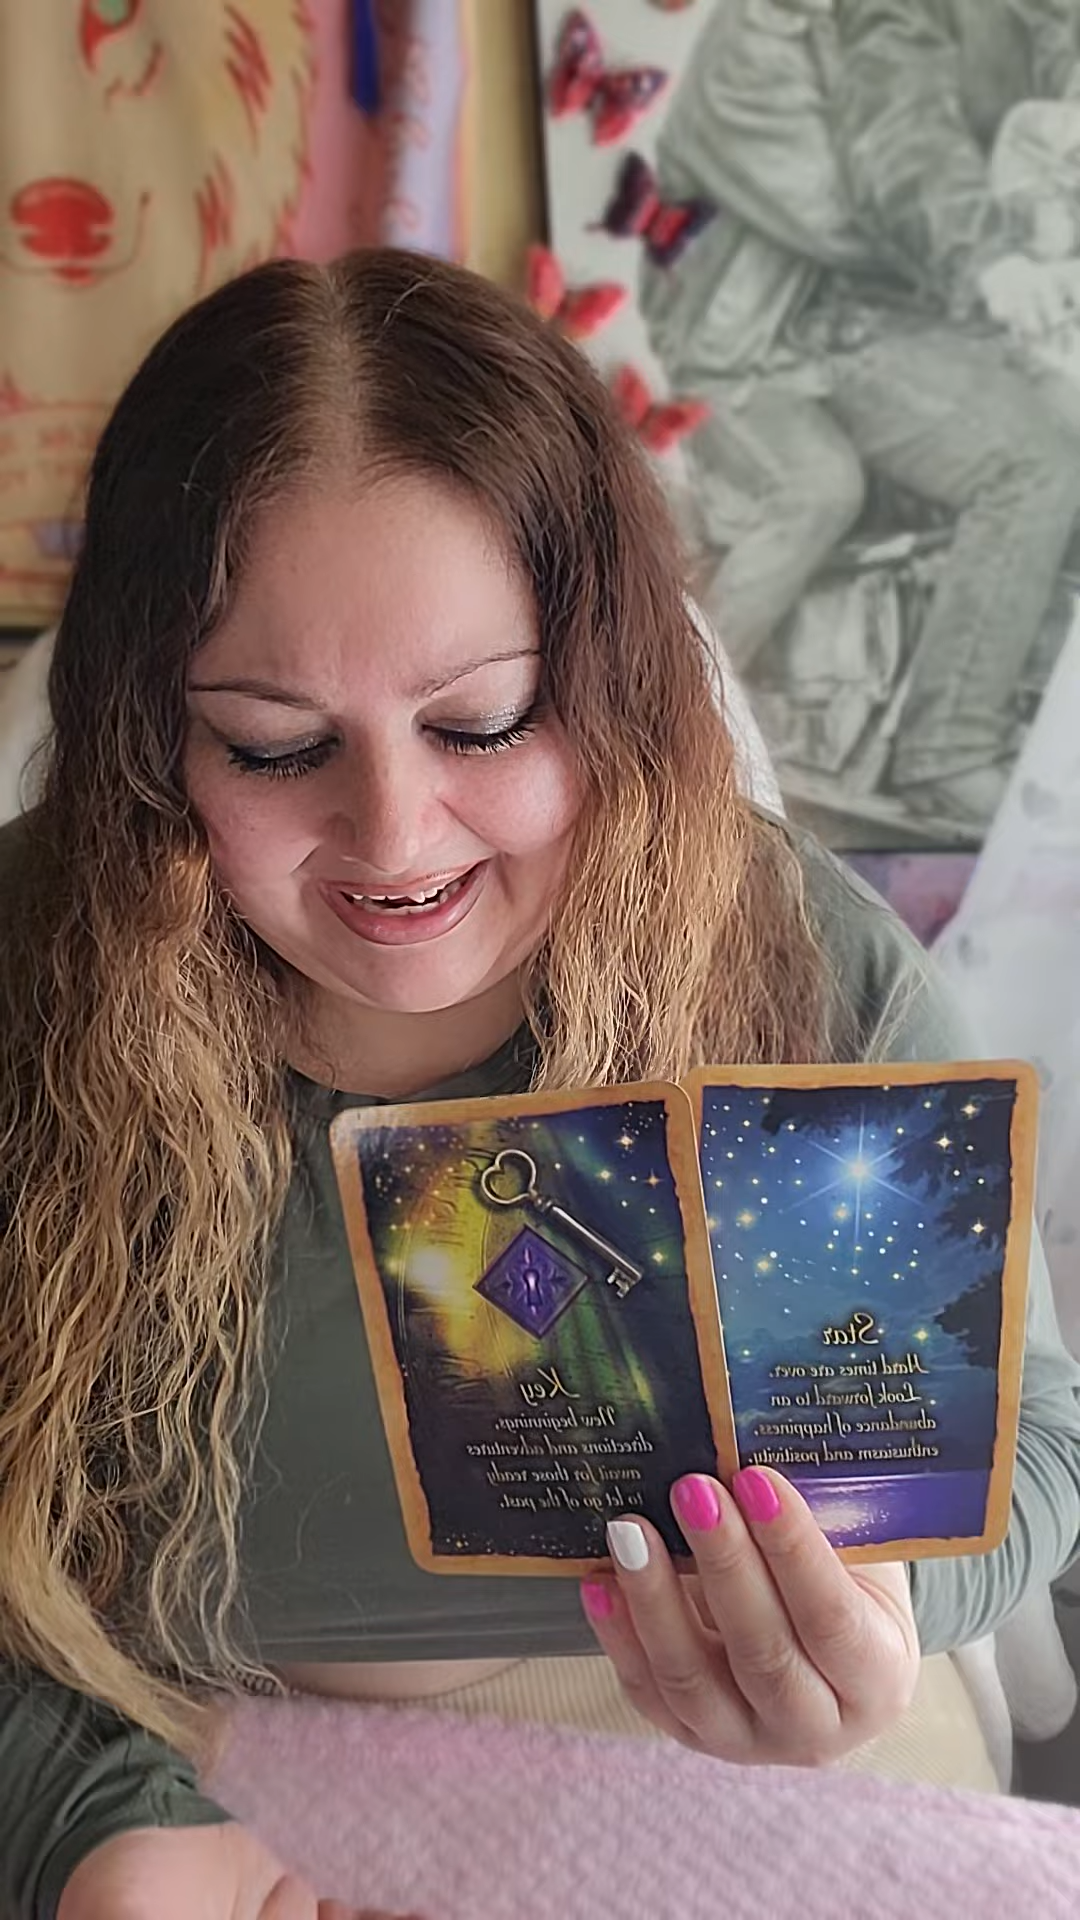 Key
New beginnings,
directions and adventures
await for those ready
to let go of the past.
Star
Hard times are over.
Look forward to an
abundance of happiness,
enthusiasm and positivity.